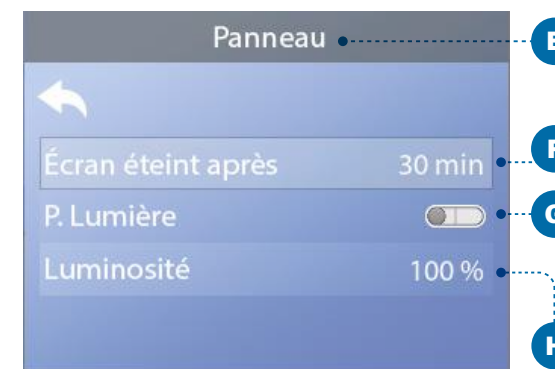 Panneau
E
Écran éteint après 30 min
F
P. Lumière
G
Luminosité 100 %
H